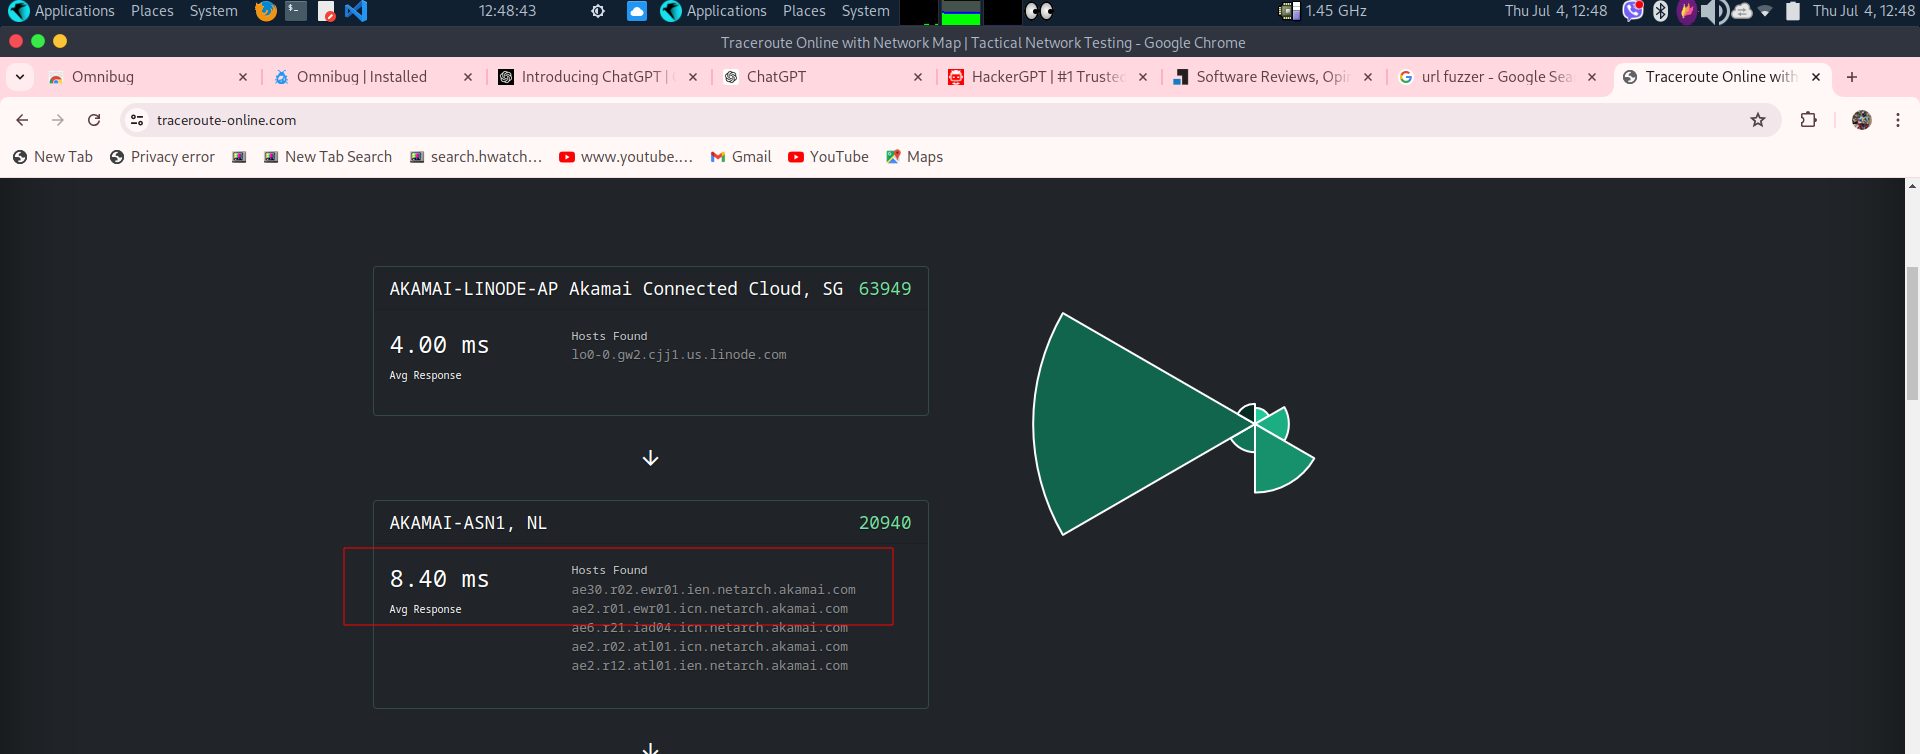 Applications Places System 12:48:43 Applications Places System 1.45 GHz Thu Jul 4, 12:48 Thu Jul 4, 12:48
Traceroute Online with Network Map | Tactical Network Testing - Google Chrome
Omnibug Omnibug | Installed Introducing ChatGPT | ChatGPT HackerGPT | #1 Truste Software Reviews, Opi url fuzzer - Google Sea Traceroute Online with
traceroute-online.com
New Tab Privacy error New Tab Search search.hwatch... www.youtube.... Gmail YouTube Maps
AKAMAI-LINODE-AP Akamai Connected Cloud, SG 63949
Hosts Found
4.00 ms
lo0-0.gw2.cjj1.us.linode.com
Avg Response
AKAMAI-ASN1, NL 20940
Hosts Found
8.40 ms
ae30.r02.ewr01.ien.netarch.akamai.com
Avg Response
ae2.r01.ewr01.icn.netarch.akamai.com
ae6.r21.iad04.icn.netarch.akamai.com
ae2.r02.atl01.icn.netarch.akamai.com
ae2.r12.atl01.ien.netarch.akamai.com